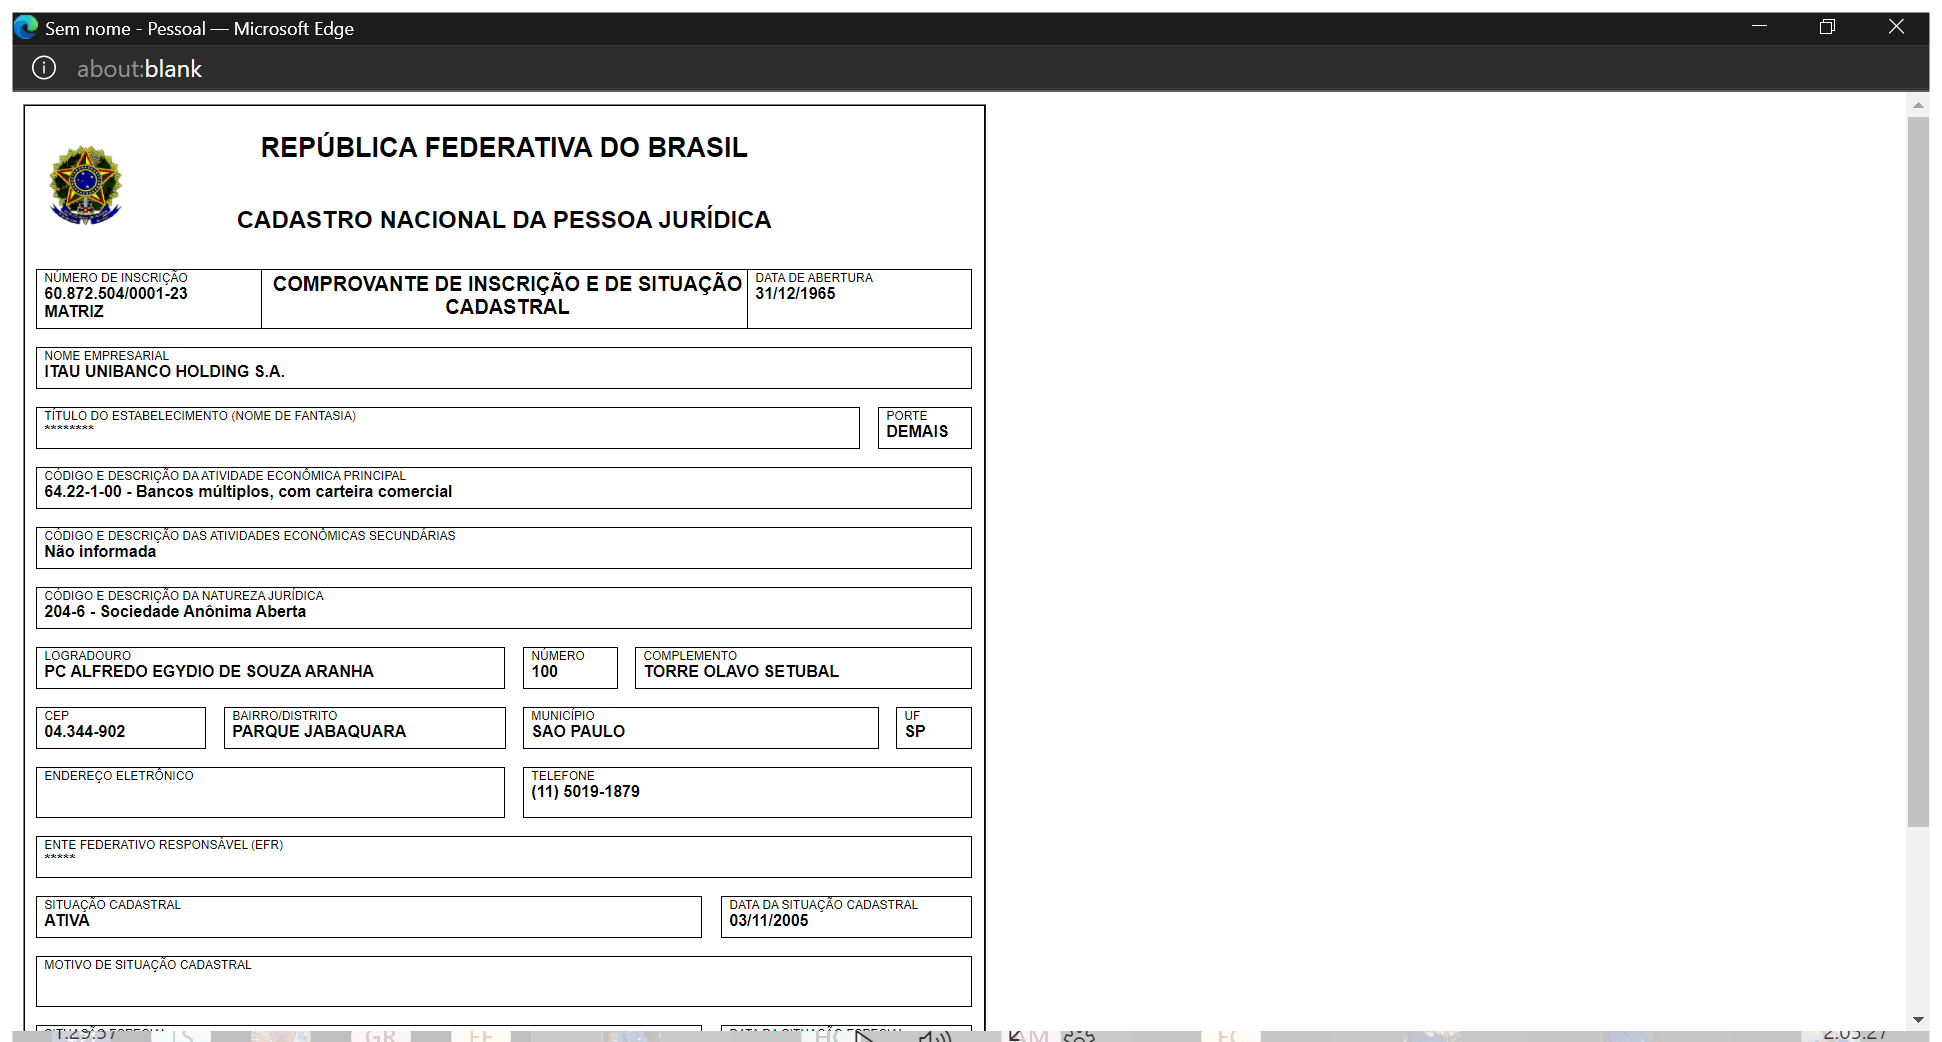 Sem nome - Pessoal — Microsoft Edge
about:blank
REPÚBLICA FEDERATIVA DO BRASIL
CADASTRO NACIONAL DA PESSOA JURÍDICA
NÚMERO DE INSCRIÇÃO
60.872.504/0001-23
MATRIZ
COMPROVANTE DE INSCRIÇÃO E DE SITUAÇÃO
CADASTRAL
DATA DE ABERTURA
31/12/1965
NOME EMPRESARIAL
ITAU UNIBANCO HOLDING S.A.
TÍTULO DO ESTABELECIMENTO (NOME DE FANTASIA)
********
PORTE
DEMAIS
CÓDIGO E DESCRIÇÃO DA ATIVIDADE ECONÔMICA PRINCIPAL
64.22-1-00 - Bancos múltiplos, com carteira comercial
CÓDIGO E DESCRIÇÃO DAS ATIVIDADES ECONÔMICAS SECUNDÁRIAS
Não informada
CÓDIGO E DESCRIÇÃO DA NATUREZA JURÍDICA
204-6 - Sociedade Anônima Aberta
LOGRADOURO
PC ALFREDO EGYDIO DE SOUZA ARANHA
NÚMERO
100
COMPLEMENTO
TORRE OLAVO SETUBAL
CEP
04.344-902
BAIRRO/DISTRITO
PARQUE JABAQUARA
MUNICÍPIO
SAO PAULO
UF
SP
ENDEREÇO ELETRÔNICO
TELEFONE
(11) 5019-1879
ENTE FEDERATIVO RESPONSÁVEL (EFR)
*****
SITUAÇÃO CADASTRAL
ATIVA
DATA DA SITUAÇÃO CADASTRAL
03/11/2005
MOTIVO DE SITUAÇÃO CADASTRAL
SITUAÇÃO ESPECIAL
DATA DA SITUAÇÃO ESPECIAL